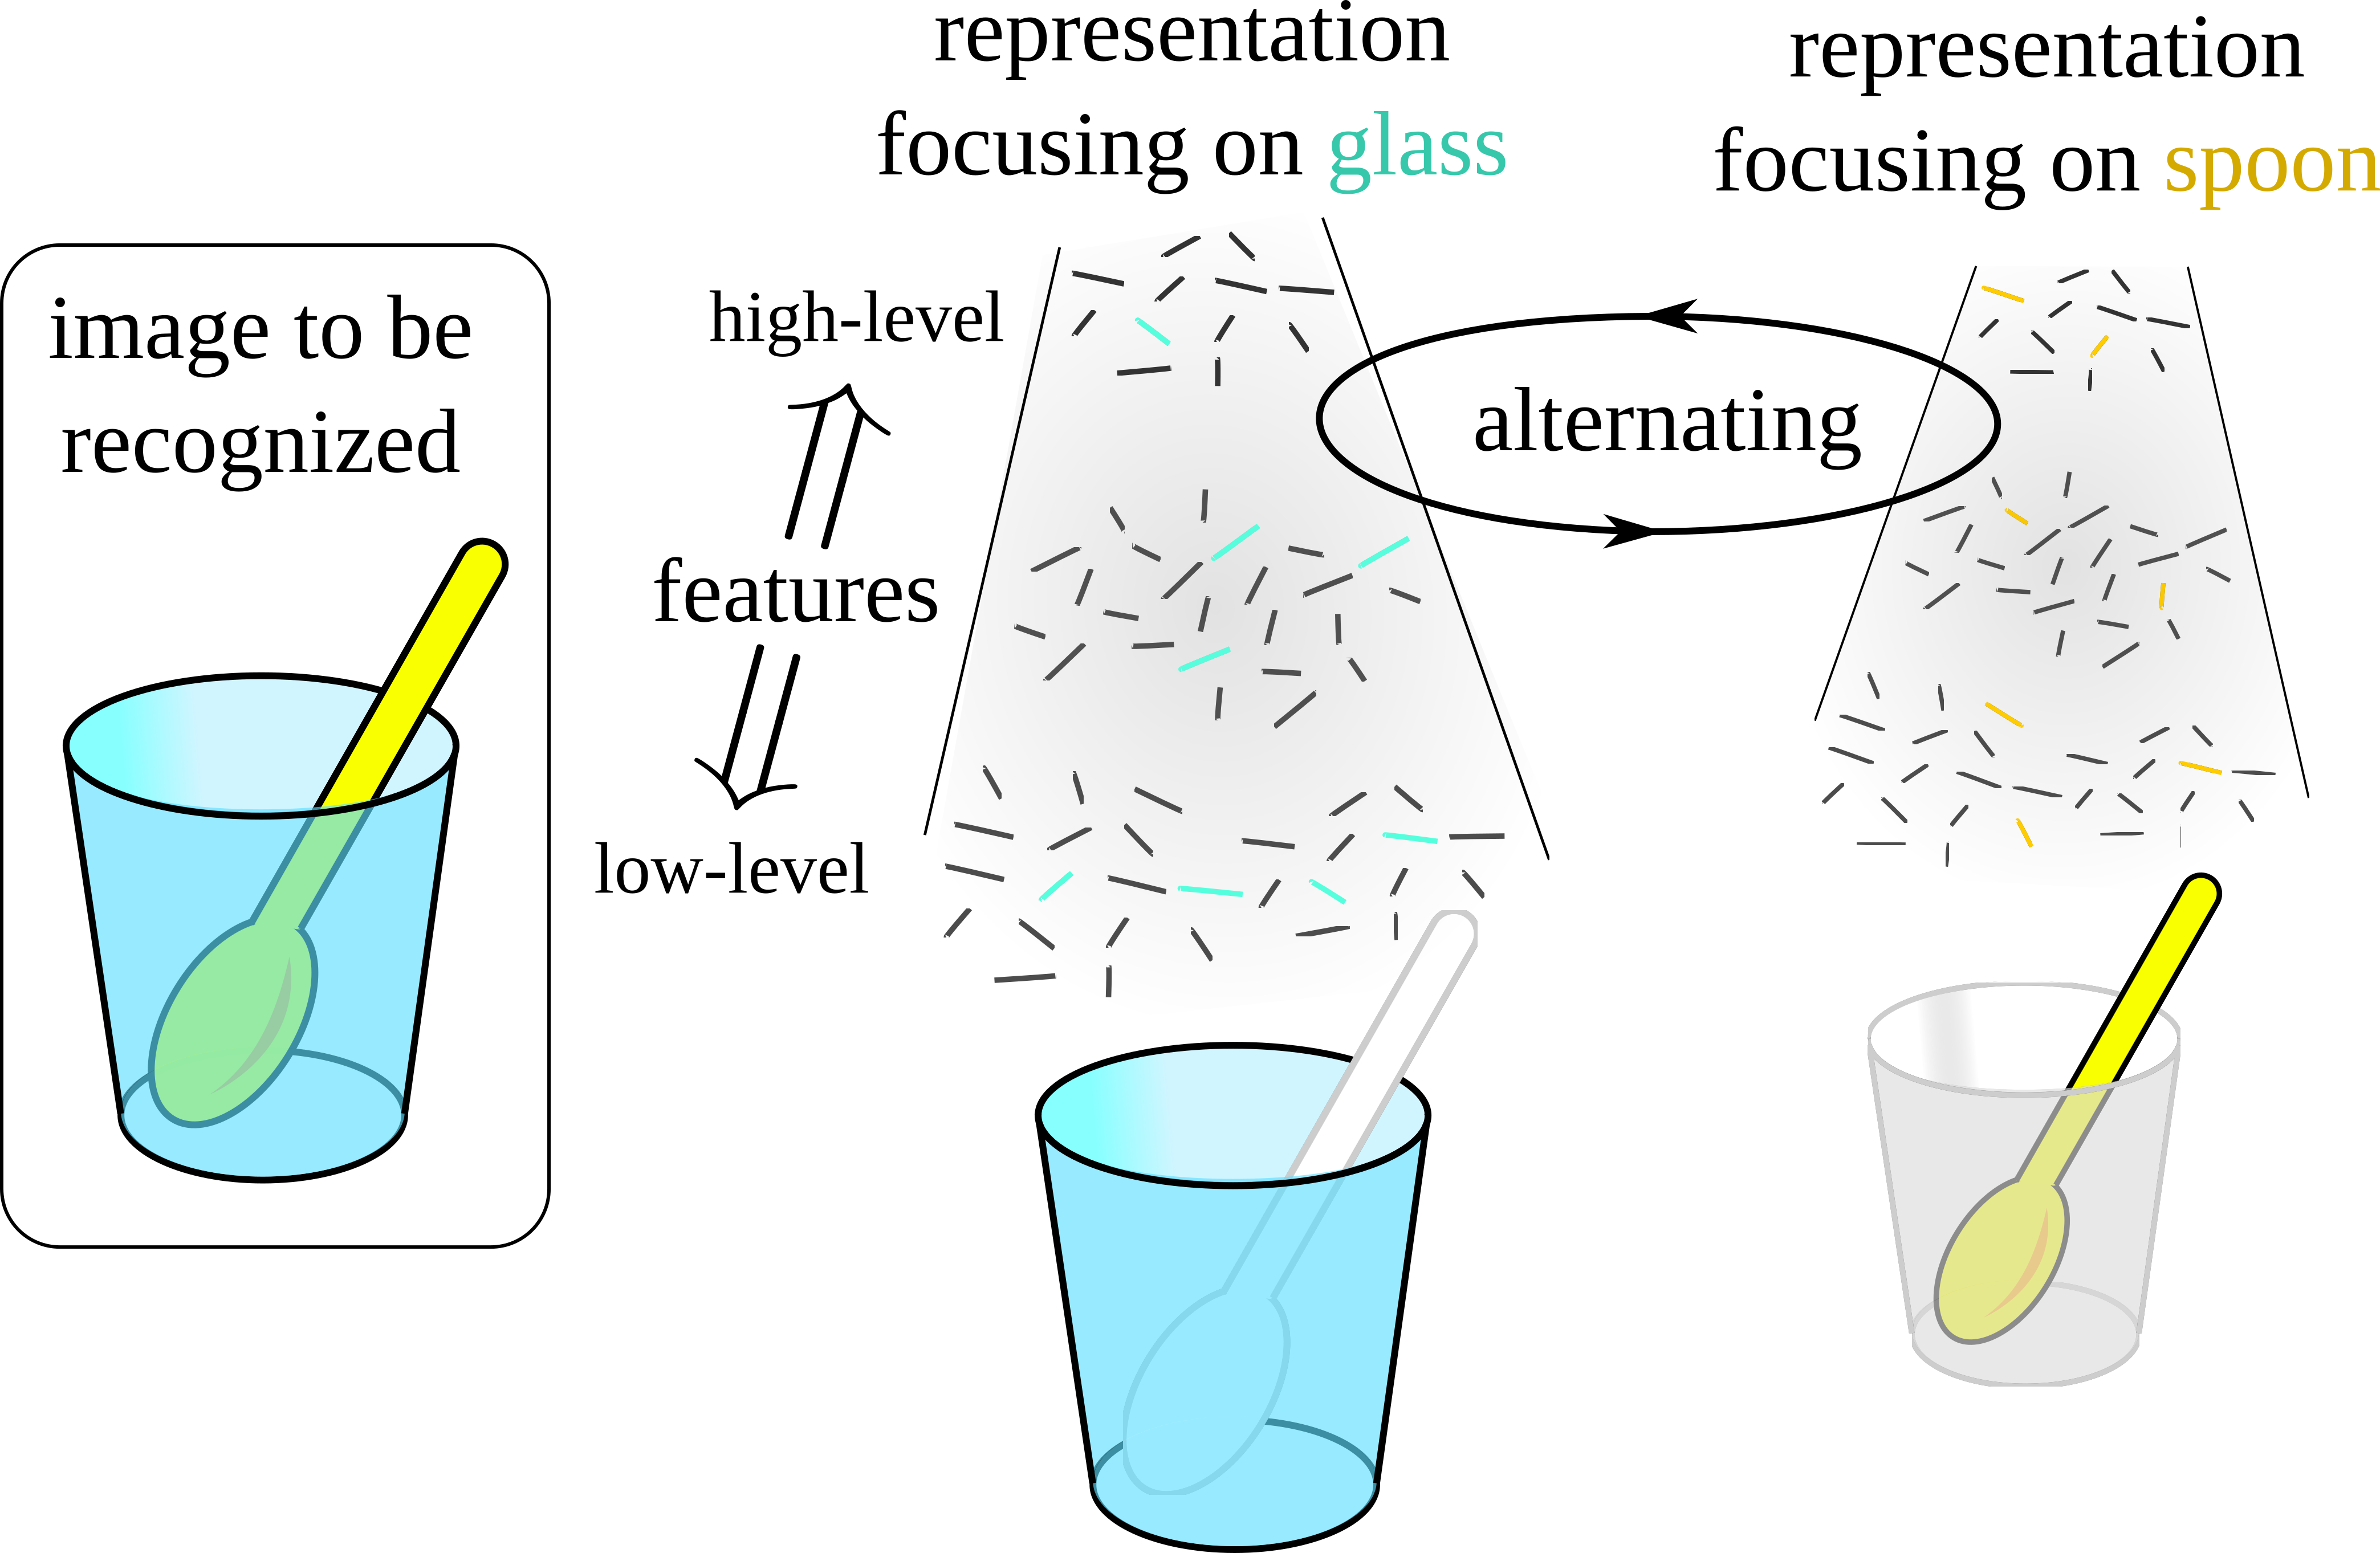 image to be
recognized
high-level
features
low-level
representation
focusing on glass
alternating
representation
focusing on spoon